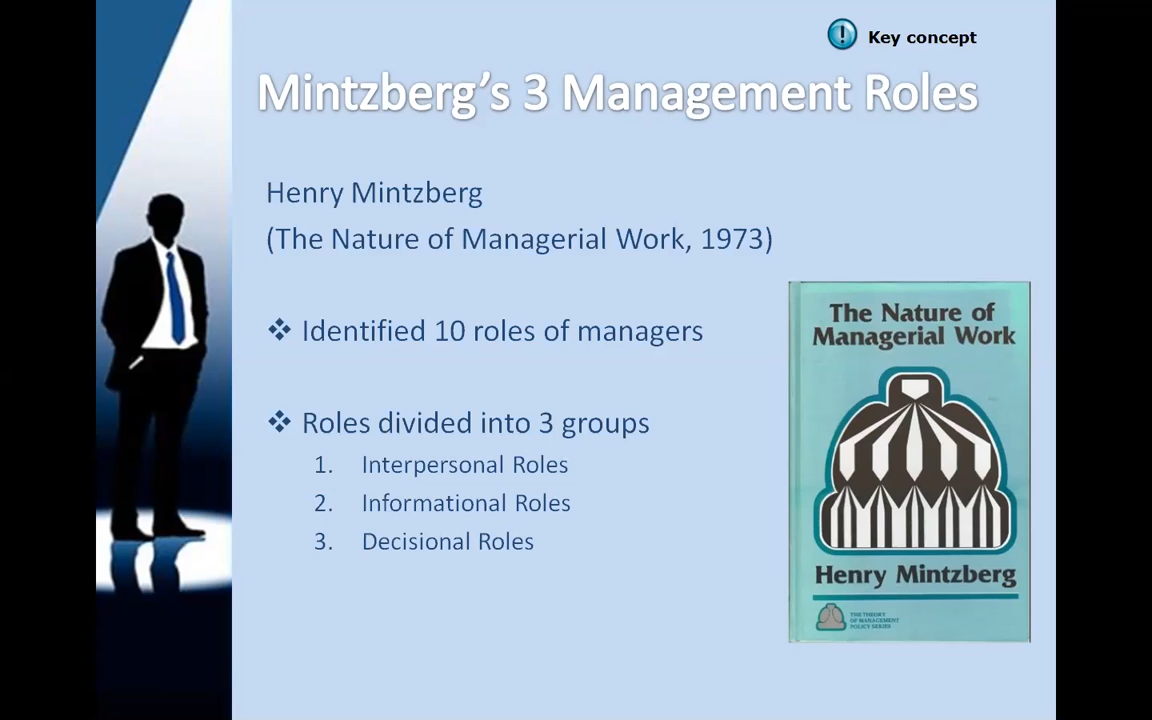 Key concept
Mintzberg's 3 Management Roles
Henry Mintzberg
(The Nature of Managerial Work, 1973)
❖ Identified 10 roles of managers
❖ Roles divided into 3 groups
1. Interpersonal Roles
2. Informational Roles
3. Decisional Roles
The Nature of
Managerial Work
Henry Mintzberg
THE THEORY
OF MANAGEMENT
POLICY SERIES